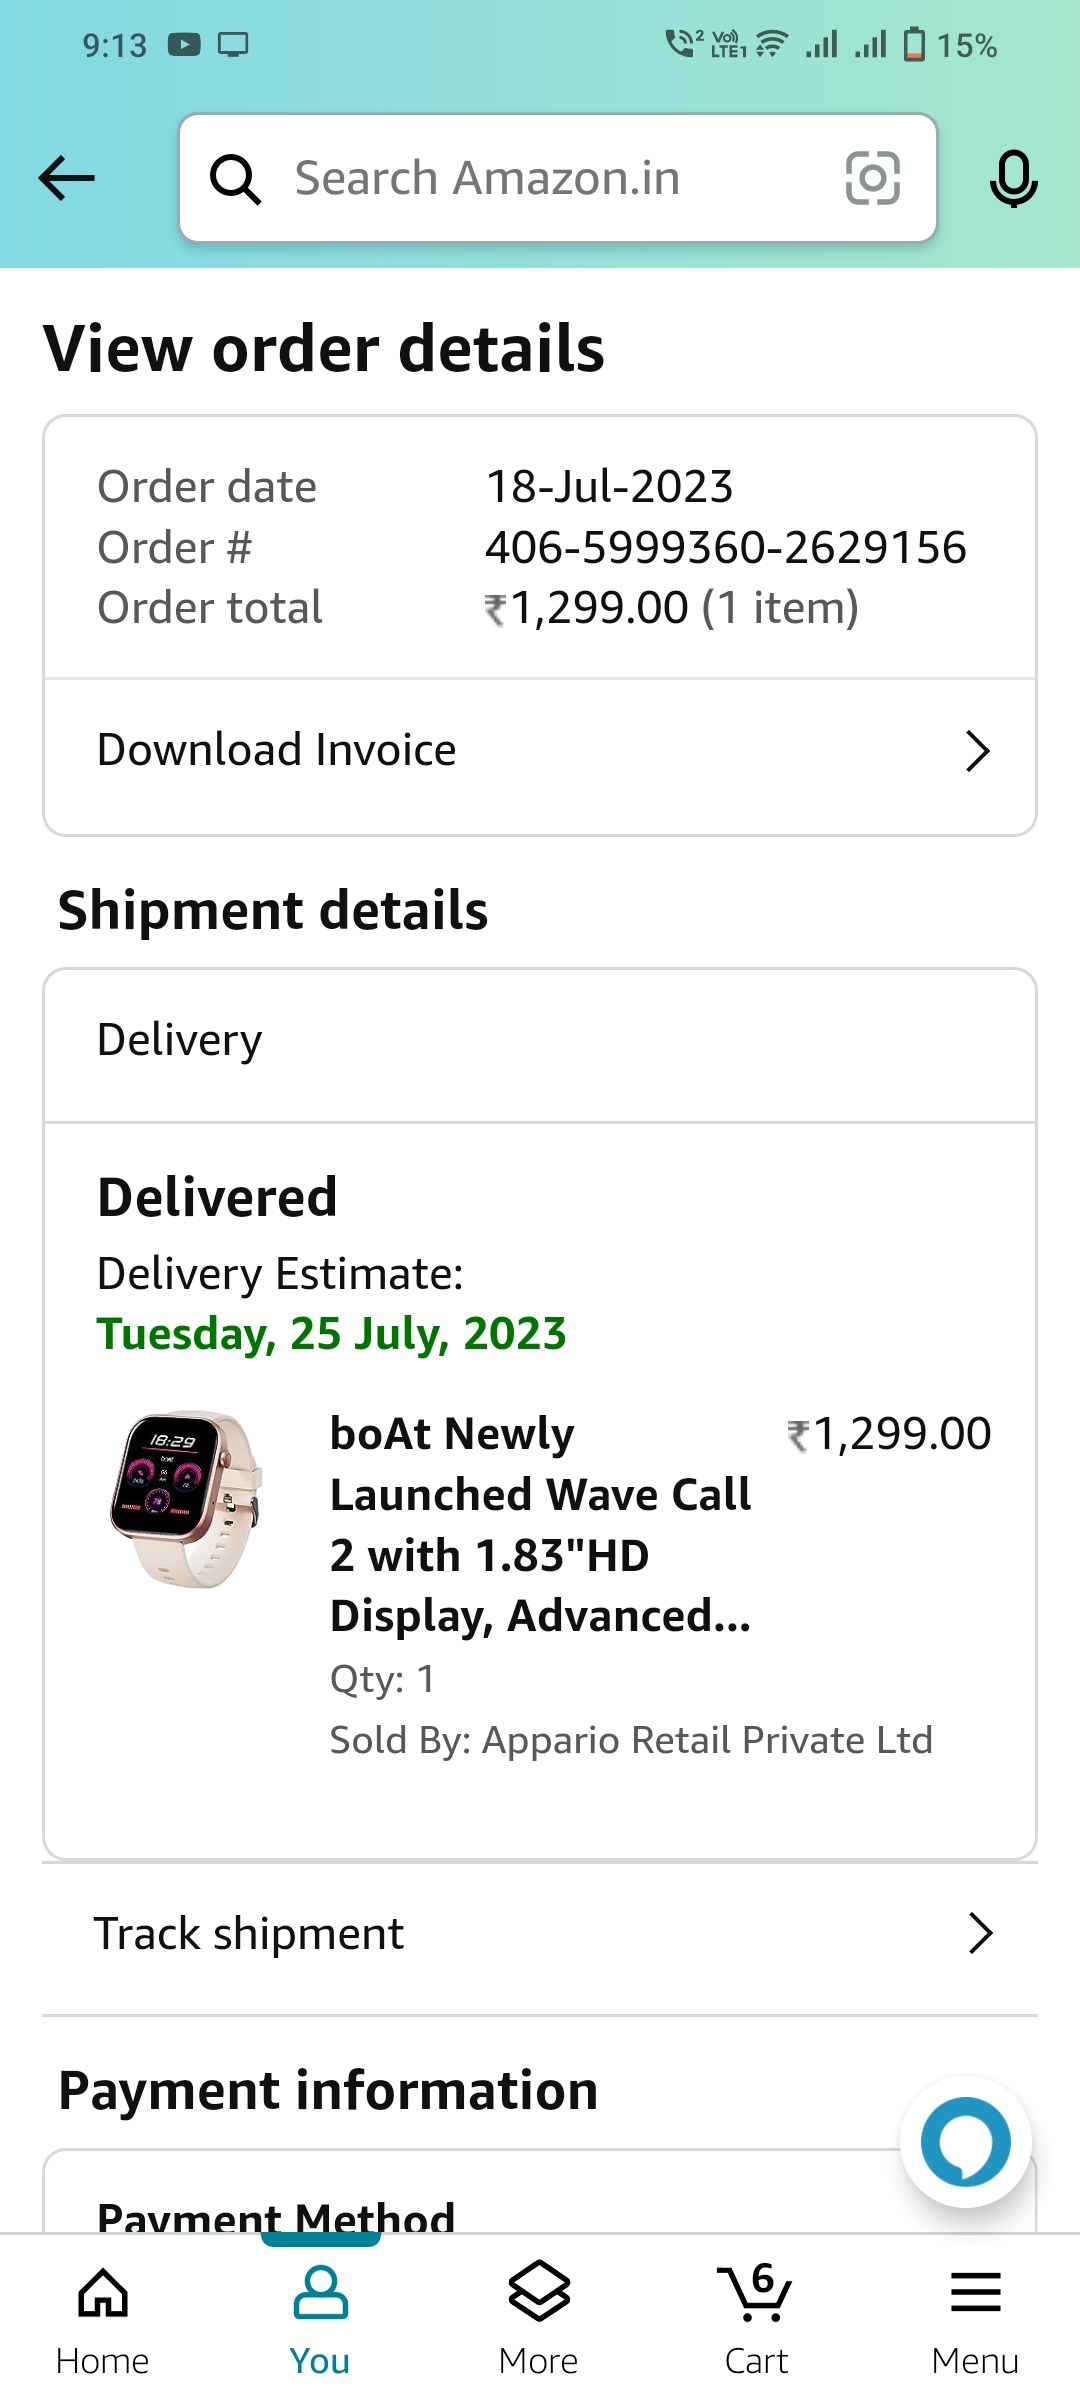 9:13
2 Vo)) LTE1 15%
Search Amazon.in
View order details
Order date 18-Jul-2023
Order # 406-5999360-2629156
Order total ₹1,299.00 (1 item)
Download Invoice
Shipment details
Delivery
Delivered
Delivery Estimate:
Tuesday, 25 July, 2023
18:29
boAt Newly ₹1,299.00
Launched Wave Call
2 with 1.83"HD
Display, Advanced...
Qty: 1
Sold By: Appario Retail Private Ltd
Track shipment
Payment information
Payment Method
6
Home You More Cart Menu